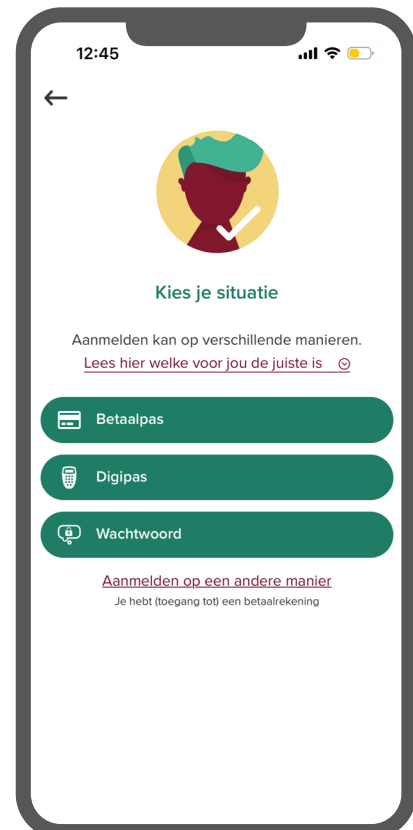 12:45
Kies je situatie
Aanmelden kan op verschillende manieren.
Lees hier welke voor jou de juiste is
Betaalpas
Digipas
Wachtwoord
Aanmelden op een andere manier
Je hebt (toegang tot) een betaalrekening